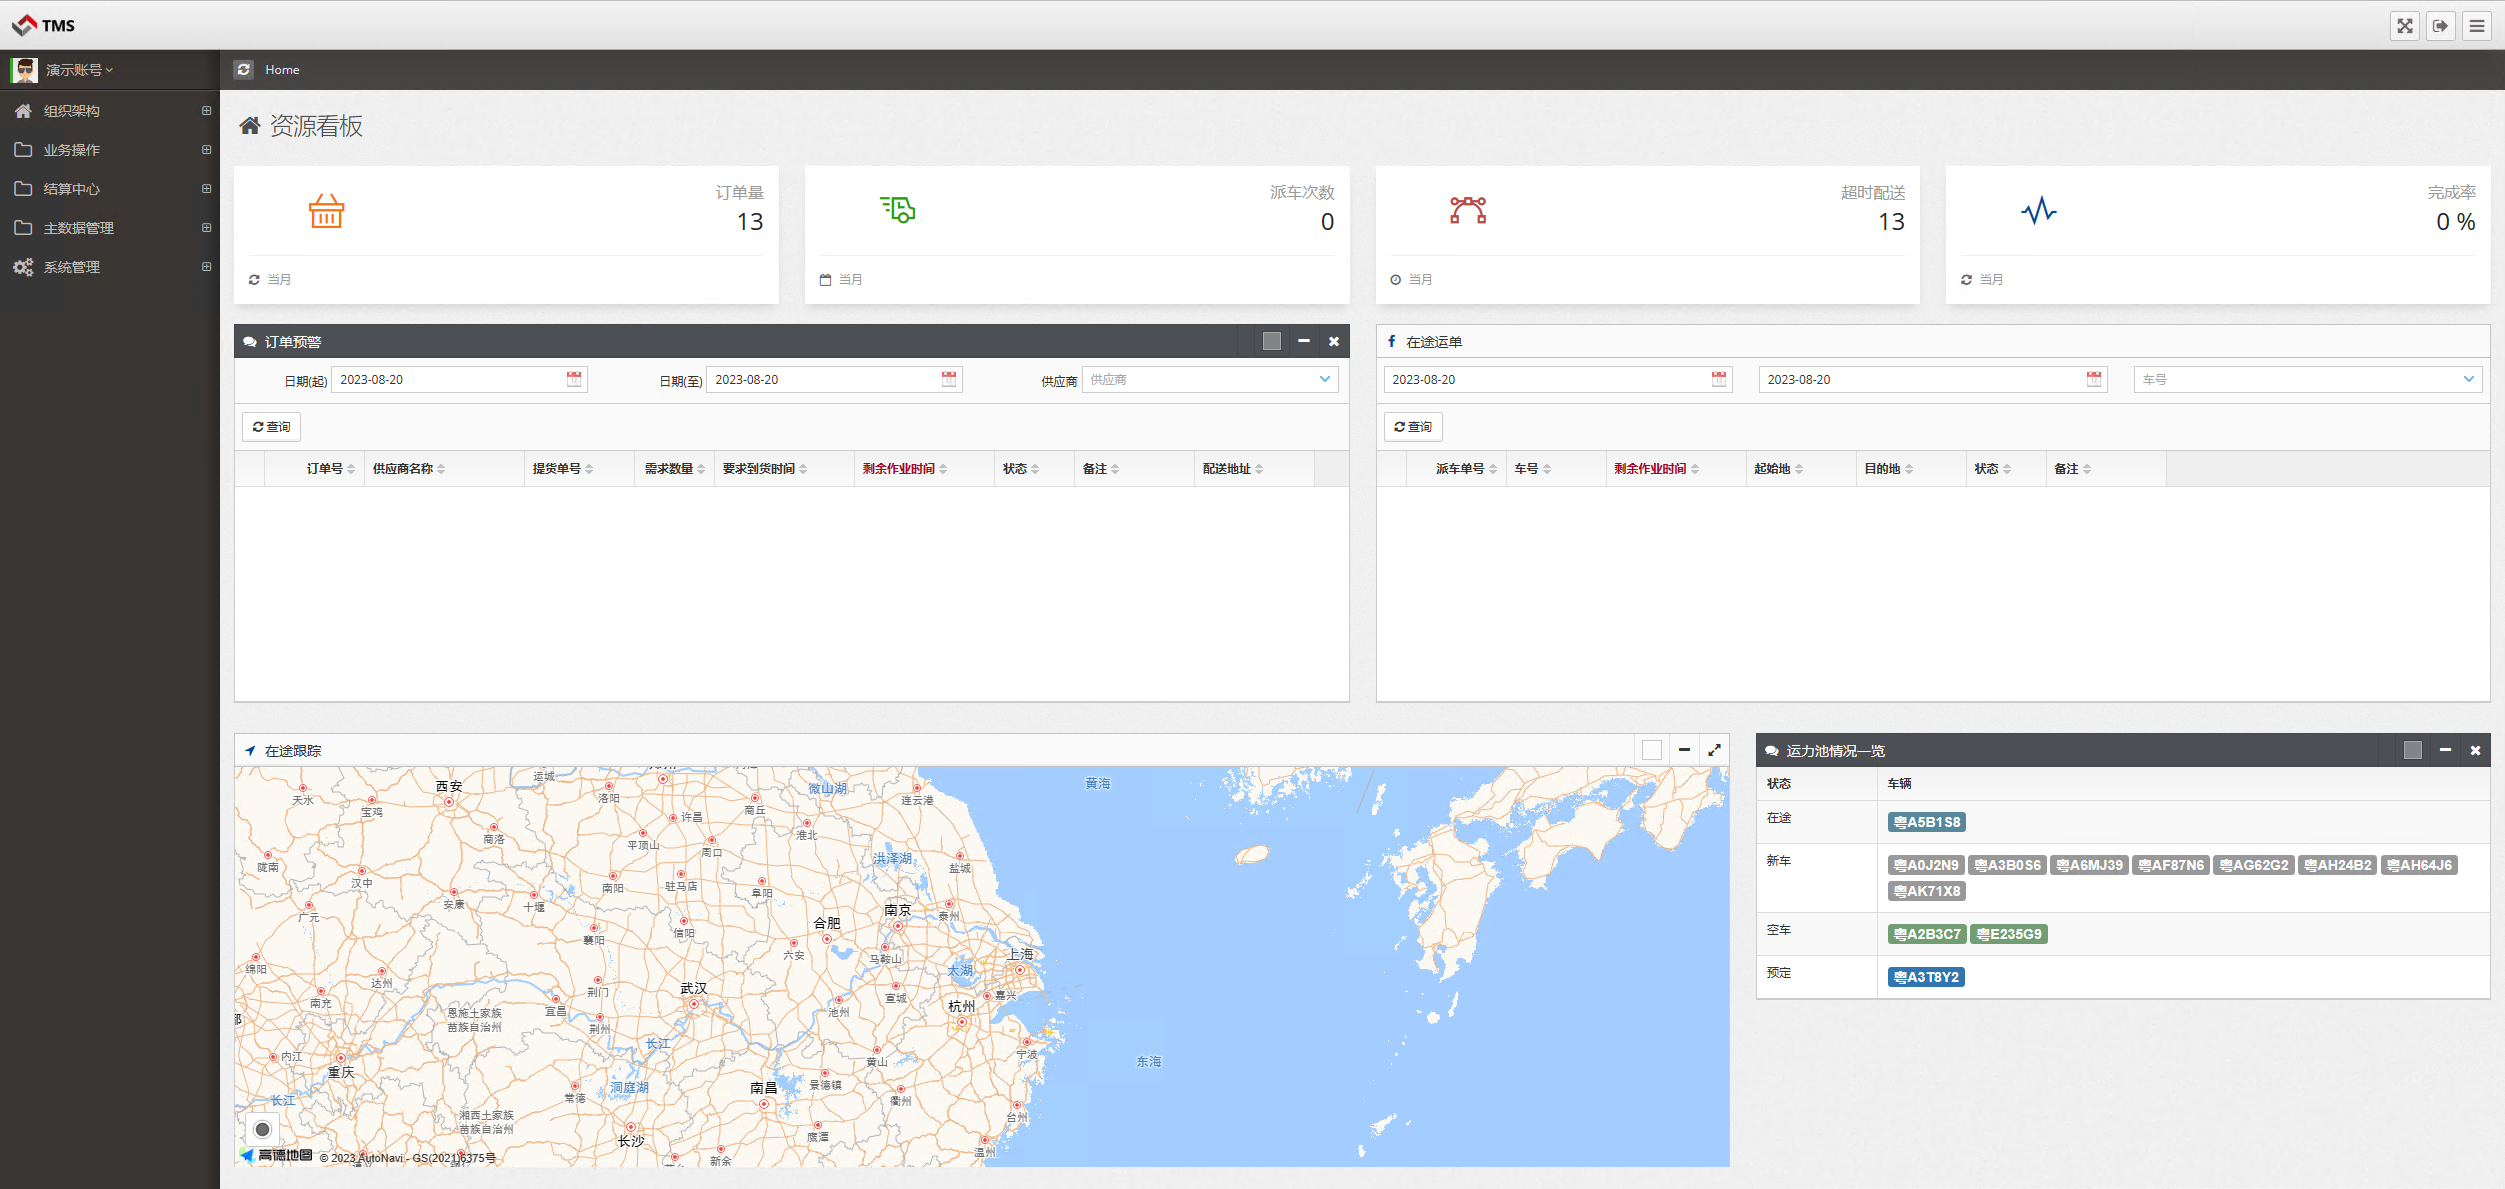 TMS
演示账号
Home
组织架构
业务操作
结算中心
主数据管理
系统管理
资源看板
订单量
13
当月
派车次数
0
当月
超时配送
13
当月
完成率
0 %
当月
订单预警
日期(起) 2023-08-20 日期(至) 2023-08-20 供应商 供应商
查询
订单号 供应商名称 提货单号 需求数量 要求到货时间 剩余作业时间 状态 备注 配送地址
在途运单
2023-08-20 2023-08-20 车号
查询
派车单号 车号 剩余作业时间 起始地 目的地 状态 备注
在途跟踪
西安 运城 洛阳 商丘 微山湖 连云港 黄海
天水 宝鸡 许昌
商洛 平顶山 周口 淮北
陇南 汉中 南阳 驻马店 阜阳 洪泽湖 盐城
广元 安康 十堰 合肥 南京 泰州
襄阳 信阳 六安 马鞍山 上海
绵阳 达州 荆门 武汉 宣城 太湖
南充 恩施土家族 宜昌 池州 杭州 嘉兴
苗族自治州 荆州
内江 长江 黄山 宁波 东海
重庆 洞庭湖 南昌 景德镇
长江 常德 衢州
湘西土家族 台州
苗族自治州 长沙 鹰潭
新余 温州
高德地图 © 2023 AutoNavi - GS(2021)6375号
运力池情况一览
状态 车辆
在途 粤A5B1S8
新车 粤A0J2N9 粤A3B0S6 粤A6MJ39 粤AF87N6 粤AG62G2 粤AH24B2 粤AH64J6
粤AK71X8
空车 粤A2B3C7 粤E235G9
预定 粤A3T8Y2